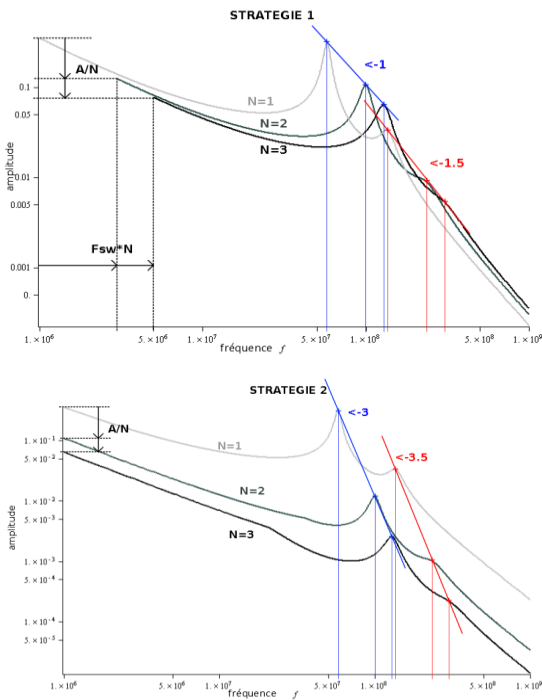 STRATEGIE 1
A/N
<-1
0.1
N=1
0.05
N=2
N=3
<-1.5
amplitude
0.01
0.005
Fsw*N
0.001
0.
1. × 10⁶
5. × 10⁶
1. × 10⁷
5. × 10⁷
1. × 10⁸
5. × 10⁸
1. × 10⁹
fréquence f
STRATEGIE 2
<-3
A/N
1. × 10⁻¹
N=1
5. × 10⁻²
<-3.5
N=2
1. × 10⁻²
5. × 10⁻³
N=3
amplitude
1. × 10⁻³
5. × 10⁻⁴
1. × 10⁻⁴
5. × 10⁻⁵
1. × 10⁶
5. × 10⁶
1. × 10⁷
5. × 10⁷
1. × 10⁸
5. × 10⁸
1. × 10⁹
fréquence f